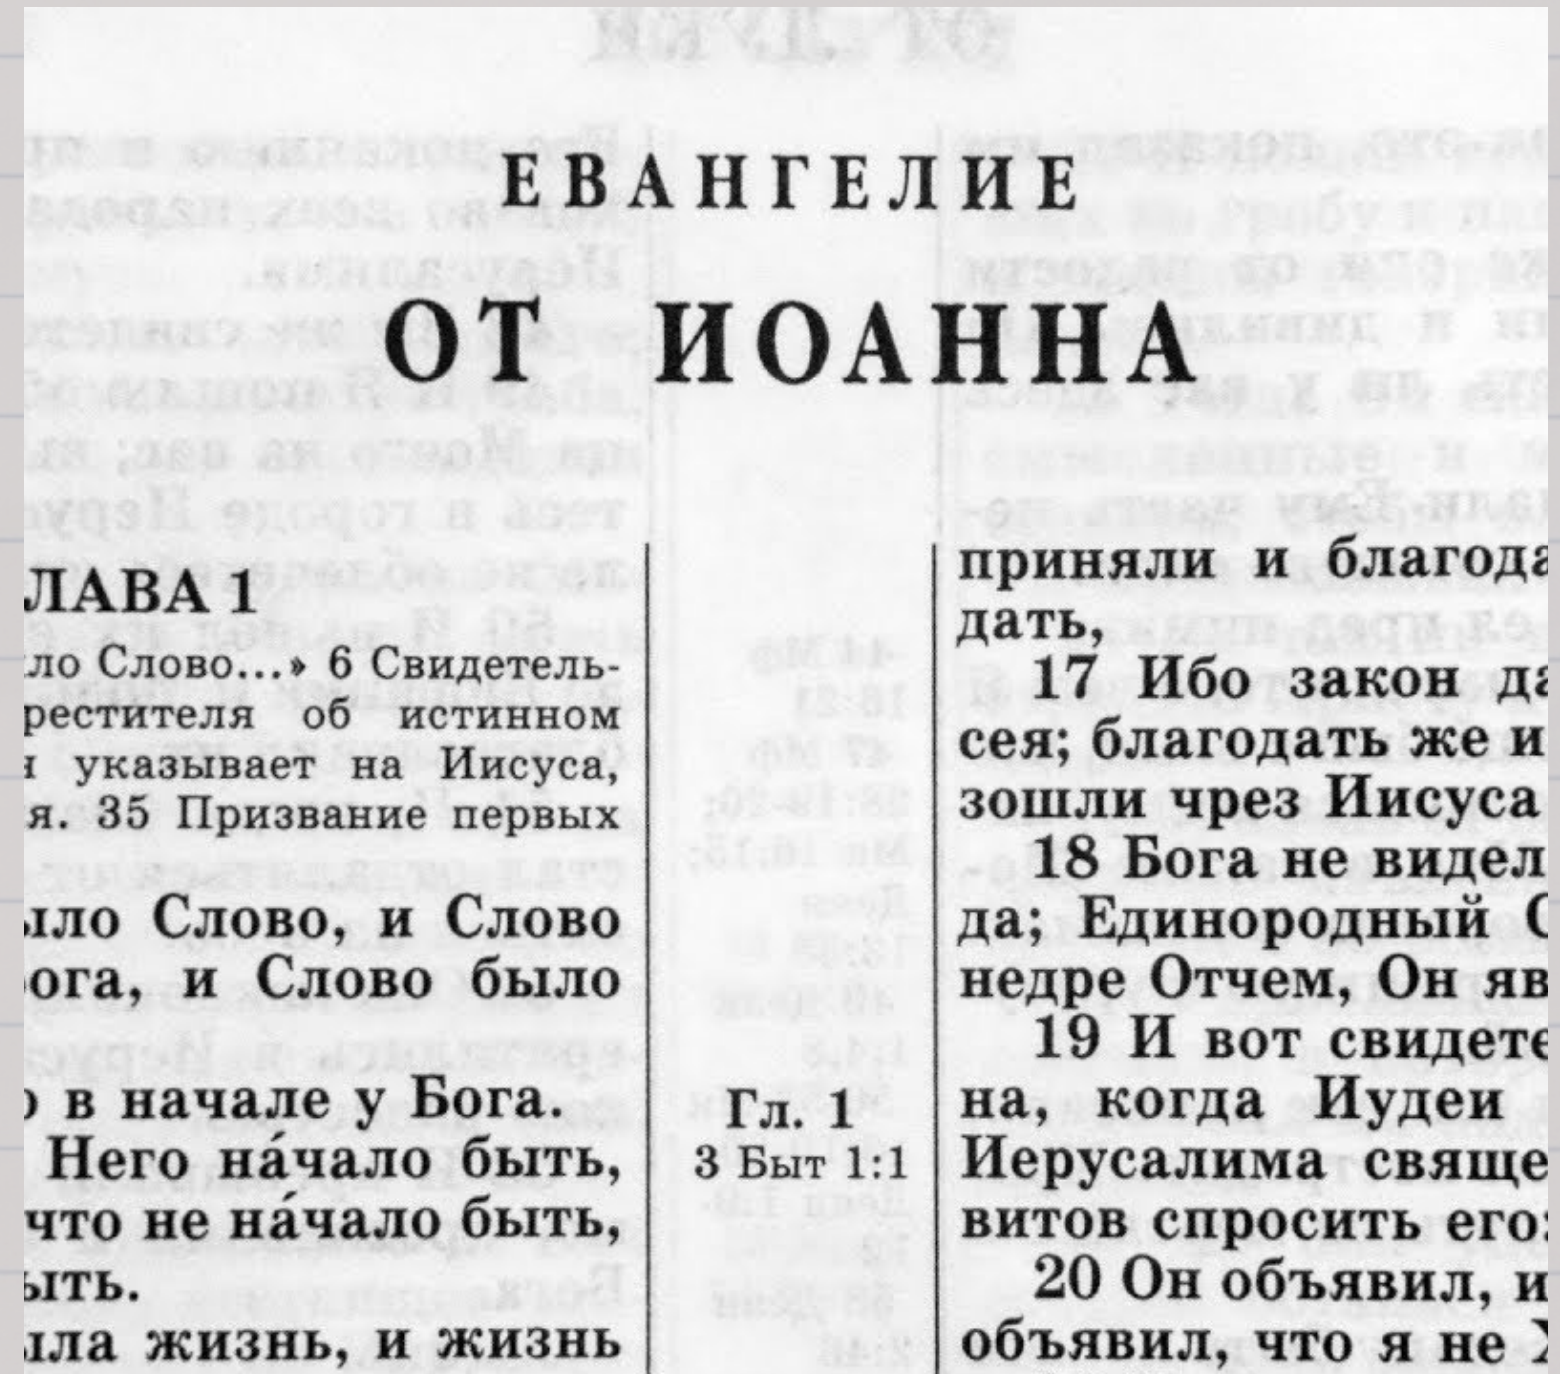 ЕВАНГЕЛИЕ
ОТ ИОАННА
ЛАВА 1
ло Слово...» 6 Свидетель-
рестителя об истинном
указывает на Иисуса,
я. 35 Призвание первых
ыло Слово, и Слово
ога, и Слово было
в начале у Бога.
Него на́чало быть,
что не на́чало быть,
ыть.
ла жизнь, и жизнь
Гл. 1
3 Быт 1:1
приняли и благода
дать,
17 Ибо закон да
сея; благодать же и
зошли чрез Иисуса
18 Бога не видел
да; Единородный С
недре Отчем, Он яв
19 И вот свидете
на, когда Иудеи
Иерусалима свяще
витов спросить его:
20 Он объявил, и
объявил, что я не Х